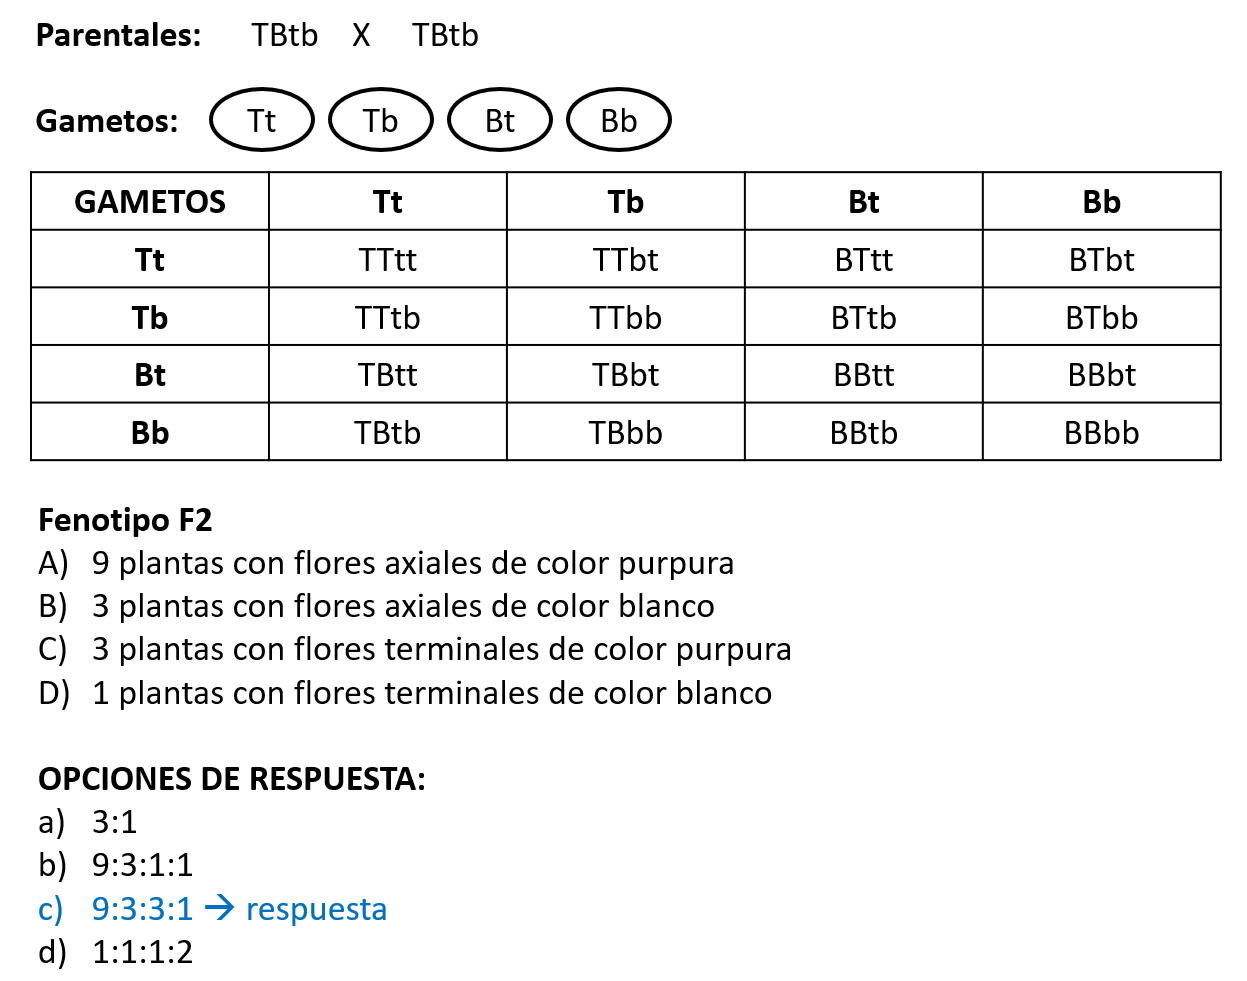 Parentales: TBtb X TBtb
Gametos: Tt Tb Bt Bb
GAMETOS Tt Tb Bt Bb
Tt TTtt TTbt BTtt BTbt
Tb TTtb TTbb BTtb BTbb
Bt TBtt TBbt BBtt BBbt
Bb TBtb TBbb BBtb BBbb
Fenotipo F2
A) 9 plantas con flores axiales de color purpura
B) 3 plantas con flores axiales de color blanco
C) 3 plantas con flores terminales de color purpura
D) 1 plantas con flores terminales de color blanco
OPCIONES DE RESPUESTA:
a) 3:1
b) 9:3:1:1
c) 9:3:3:1 → respuesta
d) 1:1:1:2